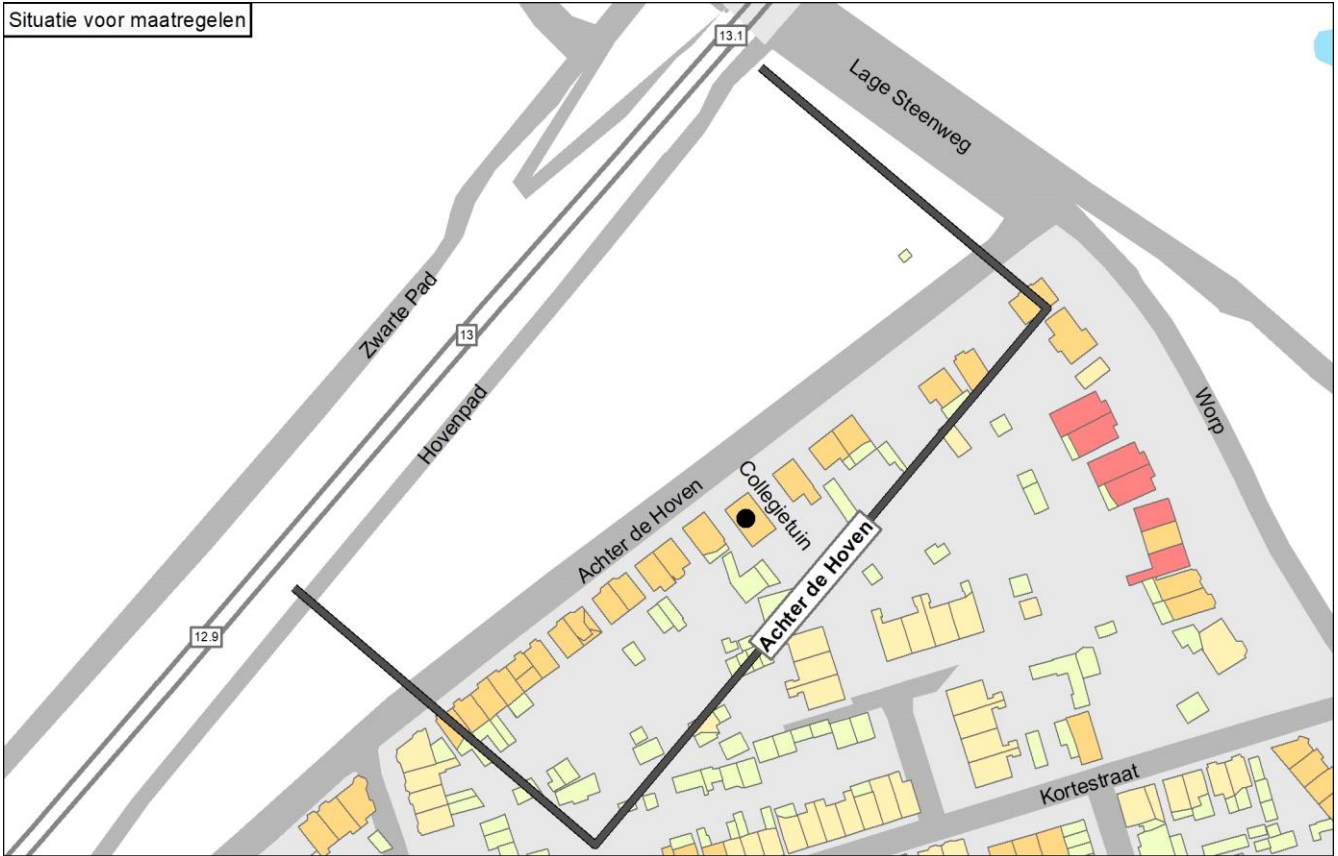 Situatie voor maatregelen
13.1
Lage Steenweg
Zwarte Pad
13
Hovenpad
Worp
Collegietuin
Achter de Hoven
Achter de Hoven
12.9
Kortestraat